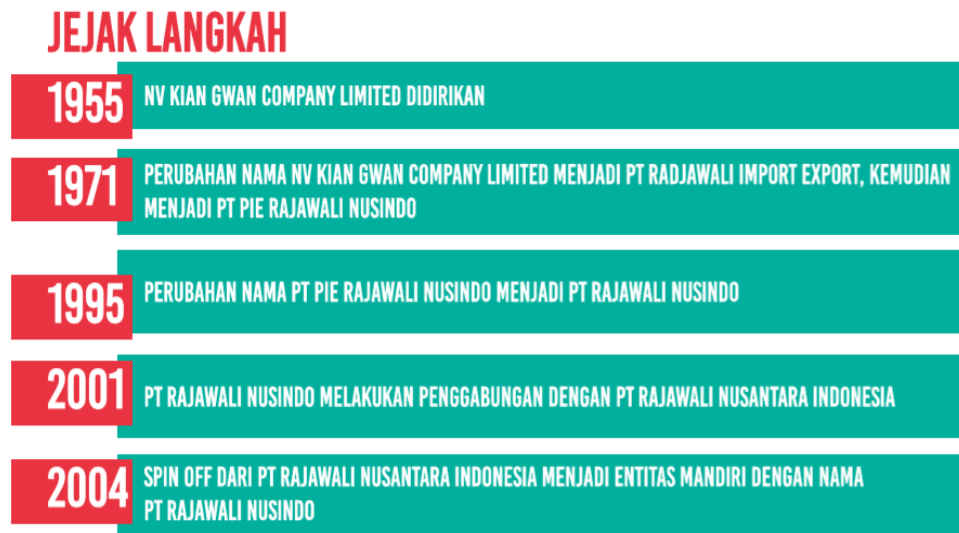 JEJAK LANGKAH
1955
NV KIAN GWAN COMPANY LIMITED DIDIRIKAN
1971
PERUBAHAN NAMA NV KIAN GWAN COMPANY LIMITED MENJADI PT RADJAWALI IMPORT EXPORT, KEMUDIAN
MENJADI PT PIE RAJAWALI NUSINDO
1995
PERUBAHAN NAMA PT PIE RAJAWALI NUSINDO MENJADI PT RAJAWALI NUSINDO
2001
PT RAJAWALI NUSINDO MELAKUKAN PENGGABUNGAN DENGAN PT RAJAWALI NUSANTARA INDONESIA
2004
SPIN OFF DARI PT RAJAWALI NUSANTARA INDONESIA MENJADI ENTITAS MANDIRI DENGAN NAMA
PT RAJAWALI NUSINDO